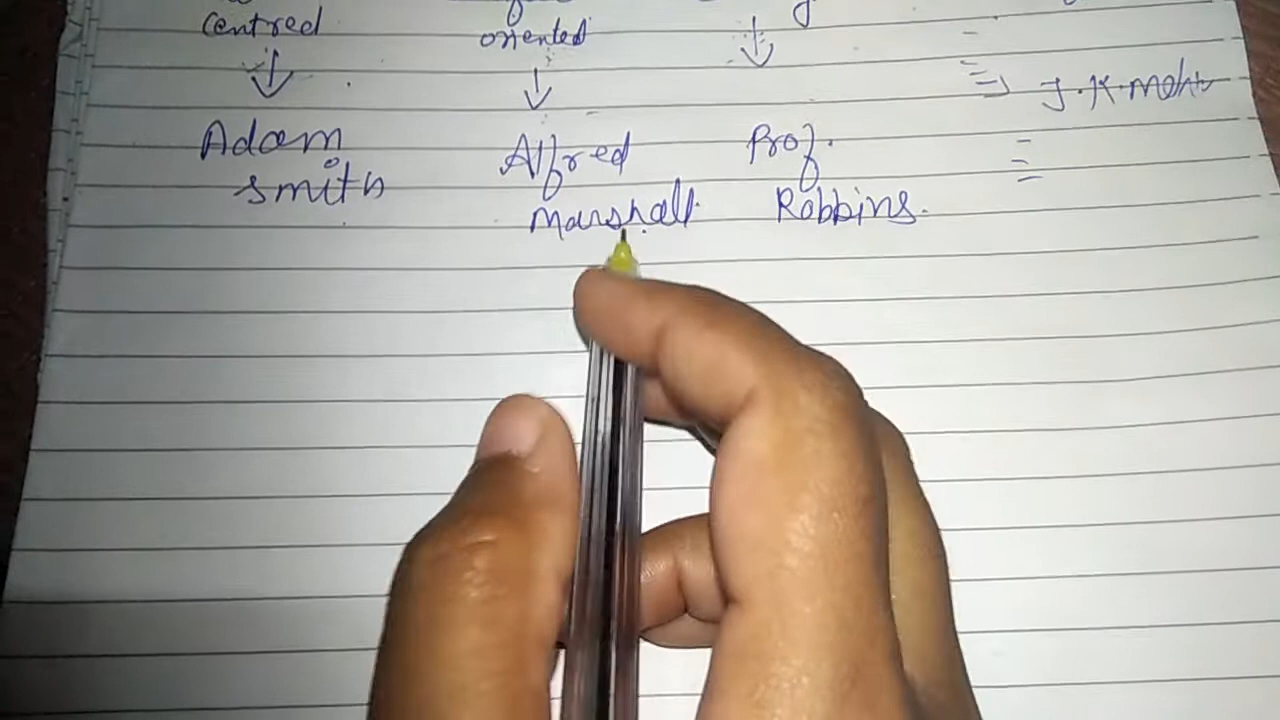 centred
oriented
J.K. Mehta
Adam
smith
Alfred
Marshall
Prof.
Robbins.